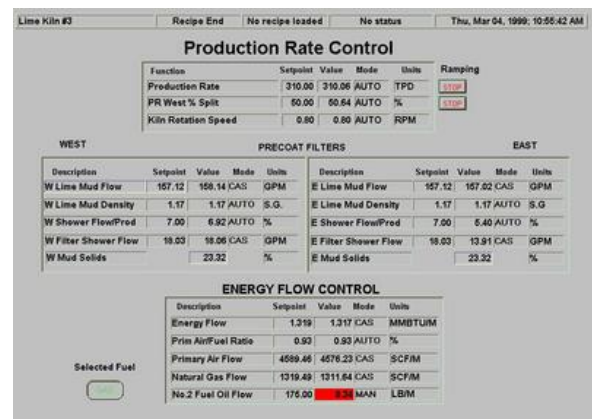 Lime Kiln #3 Recipe End No recipe loaded No status Thu, Mar 04, 1999; 10:55:42 AM
Production Rate Control
Function Setpoint Value Mode Units Ramping
Production Rate 310.00 310.06 AUTO TPD STOP
PR West % Split 50.00 50.64 AUTO % STOP
Kiln Rotation Speed 0.80 0.80 AUTO RPM
WEST PRECOAT FILTERS EAST
Description Setpoint Value Mode Units Description Setpoint Value Mode Units
W Lime Mud Flow 157.12 158.14 CAS GPM E Lime Mud Flow 157.12 157.02 CAS GPM
W Lime Mud Density 1.17 1.17 AUTO S.G. E Lime Mud Density 1.17 1.17 AUTO S.G
W Shower Flow/Prod 7.00 6.92 AUTO % E Shower Flow/Prod 7.00 5.40 AUTO %
W Filter Shower Flow 18.03 18.06 CAS GPM E Filter Shower Flow 18.03 13.91 CAS GPM
W Mud Solids 23.32 % E Mud Solids 23.32 %
ENERGY FLOW CONTROL
Description Setpoint Value Mode Units
Energy Flow 1.319 1.317 CAS MMBTU/M
Prim Air/Fuel Ratio 0.93 0.93 AUTO %
Primary Air Flow 4589.46 4576.23 CAS SCF/M
Natural Gas Flow 1319.49 1311.64 CAS SCF/M
Selected Fuel
No.2 Fuel Oil Flow 175.00 MAN LB/M